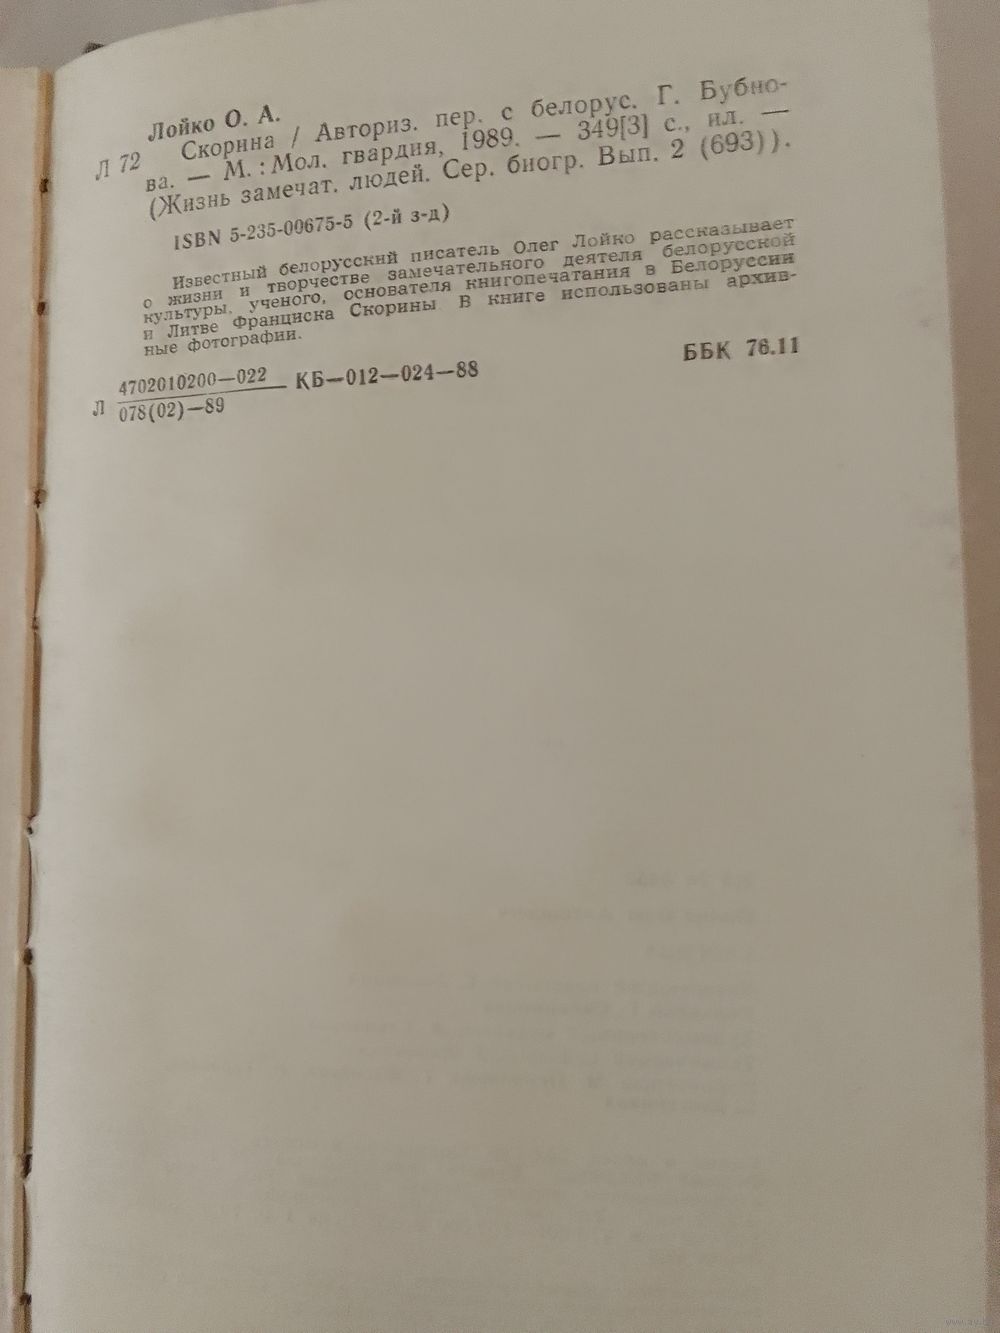 Лойко О. А.
Л 72 Скорина / Авториз. пер. с белорус. Г. Бубно-
ва. — М. : Мол. гвардия, 1989. — 349[3] с., ил. —
(Жизнь замечат. людей. Сер. биогр. Вып. 2 (693)).
ISBN 5-235-00675-5 (2-й з-д)
Известный белорусский писатель Олег Лойко рассказывает
о жизни и творчестве замечательного деятеля белорусской
культуры, ученого, основателя книгопечатания в Белоруссии
и Литве Франциска Скорины. В книге использованы архив-
ные фотографии.
Л 4702010200—022 КБ—012—024—88
078(02)—89
ББК 76.11